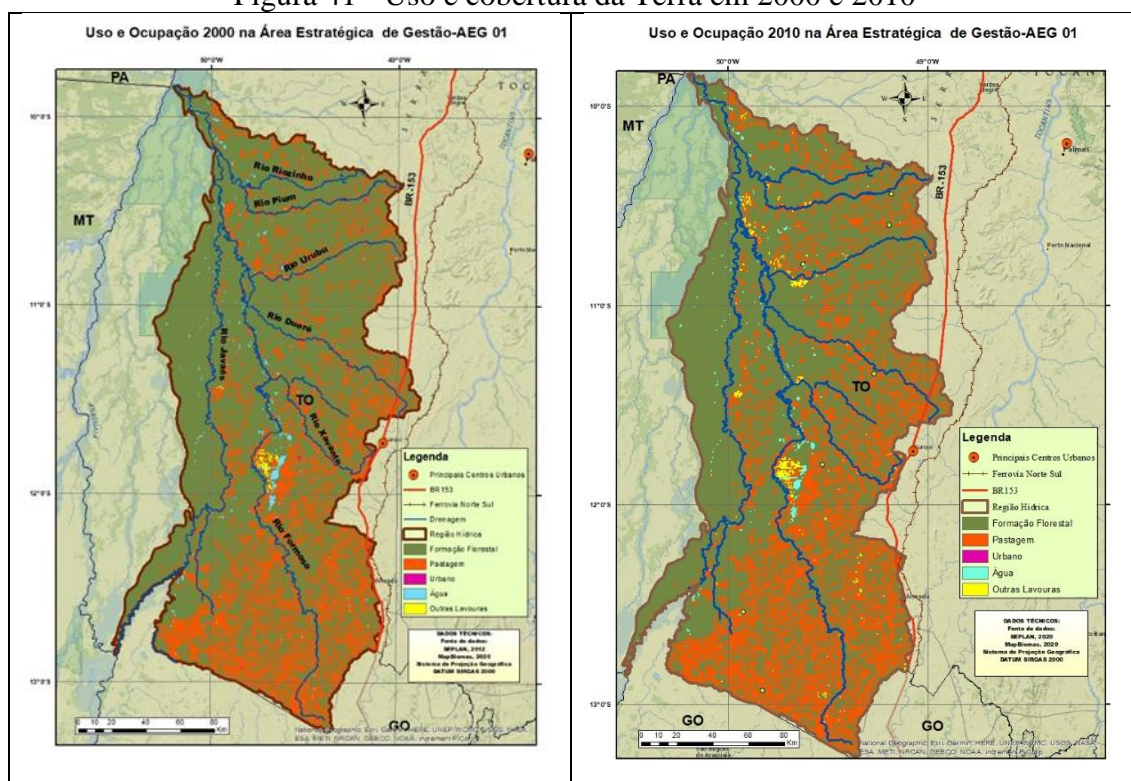 Figura 41 - Uso e cobertura da Terra em 2000 e 2010
Uso e Ocupação 2000 na Área Estratégica de Gestão-AEG 01
50°0'0"
49°0'0"
PA
TOCANTINS
10°0'S
MT
Rio Riozinho
Rio Pium
BR-153
Rio Urubu
11°0'S
Rio Dueré
Rio Javaés
TO
Rio Xavante
12°0'S
Rio Formoso
13°0'S
Legenda
Principais Centros Urbanos
BR153
Ferrovia Norte Sul
Drenagem
Região Hídrica
Formação Florestal
Pastagem
Urbano
Água
Outras Lavouras
DADOS TÉCNICOS:
Fonte de dados:
SEPLAN, 2012
MapBiomas, 2020
Sistema de Projeção Geográfica
DATUM SIRGAS 2000
0 10 20 40 60 80
Km
GO
Uso e Ocupação 2010 na Área Estratégica de Gestão-AEG 01
50°0'0"
49°0'0"
PA
TOCANTINS
10°0'S
MT
Palmas
BR-153
Porto Nacional
11°0'S
TO
12°0'S
13°0'S
Legenda
Principais Centros Urbanos
Ferrovia Norte Sul
BR153
Região Hídrica
Formação Florestal
Pastagem
Urbano
Água
Outras Lavouras
DADOS TÉCNICOS:
Fonte de dados:
SEPLAN, 2020
MapBiomas, 2020
Sistema de Projeção Geográfica
DATUM SIRGAS 2000
GO
GO
0 10 20 40 60 80
Km